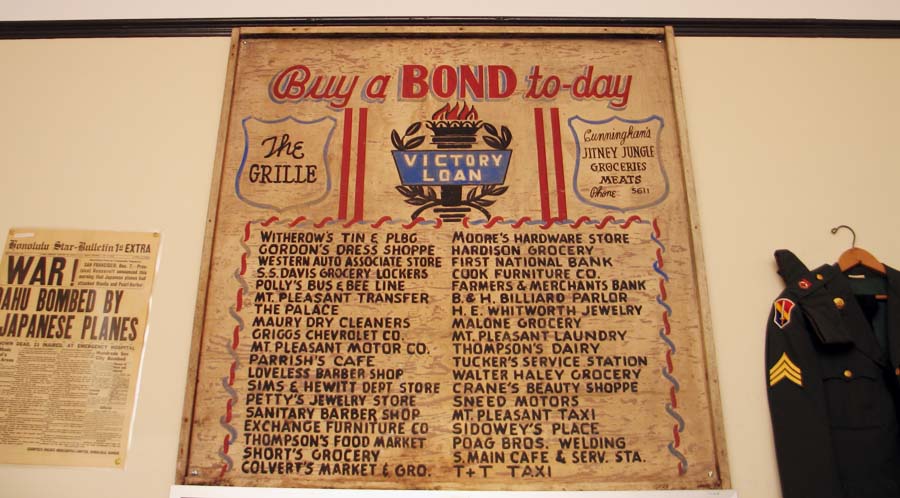 Buy a BOND to-day
The
GRILLE
VICTORY
LOAN
Cunningham's
JITNEY JUNGLE
GROCERIES
MEATS
Phone 5611
WITHEROW'S TIN & PLBG.
GORDON'S DRESS SHOPPE
WESTERN AUTO ASSOCIATE STORE
S.S. DAVIS GROCERY LOCKERS
POLLY'S BUS & BEE LINE
MT. PLEASANT TRANSFER
THE PALACE
MAURY DRY CLEANERS
GRIGGS CHEVROLET CO.
MT. PLEASANT MOTOR CO.
PARRISH'S CAFE
LOVELESS BARBER SHOP
SIMS & HEWITT DEPT STORE
PETTY'S JEWELRY STORE
SANITARY BARBER SHOP
EXCHANGE FURNITURE CO
THOMPSON'S FOOD MARKET
SHORT'S GROCERY
COLVERT'S MARKET & GRO.
MOORE'S HARDWARE STORE
HARDISON GROCERY
FIRST NATIONAL BANK
COOK FURNITURE CO.
FARMERS & MERCHANTS BANK
B. & H. BILLIARD PARLOR
H. E. WHITWORTH JEWELRY
MALONE GROCERY
MT. PLEASANT LAUNDRY
THOMPSON'S DAIRY
TUCKER'S SERVICE STATION
WALTER HALEY GROCERY
CRANE'S BEAUTY SHOPPE
SNEED MOTORS
MT. PLEASANT TAXI
SIDOWEY'S PLACE
POAG BROS. WELDING
S. MAIN CAFE & SERV. STA.
T+T TAXI
Honolulu Star-Bulletin 1st EXTRA
WAR!
OAHU BOMBED BY
JAPANESE PLANES
SAN FRANCISCO, Dec. 7.